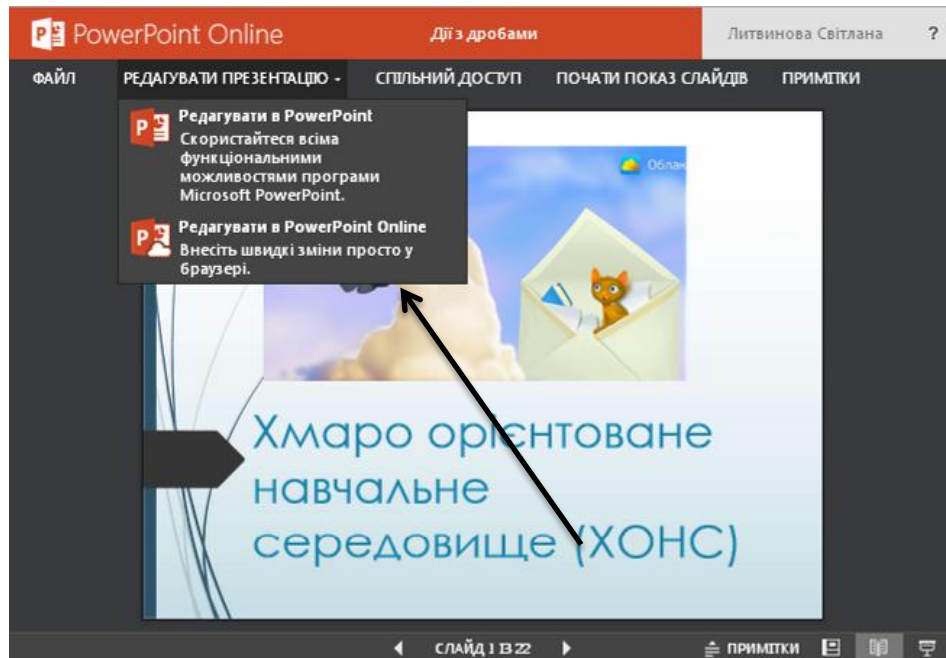 PowerPoint Online
Дії з дробами
Литвинова Світлана
?
ФАЙЛ
РЕДАГУВАТИ ПРЕЗЕНТАЦІЮ
СПІЛЬНИЙ ДОСТУП
ПОЧАТИ ПОКАЗ СЛАЙДІВ
ПРИМІТКИ
Редагувати в PowerPoint
Скористайтеся всіма
функціональними
можливостями програми
Microsoft PowerPoint.
Редагувати в PowerPoint Online
Внесіть швидкі зміни просто у
браузері.
Хмаро орієнтоване
навчальне
середовище (ХОНС)
СЛАЙД 1 ІЗ 22
ПРИМІТКИ